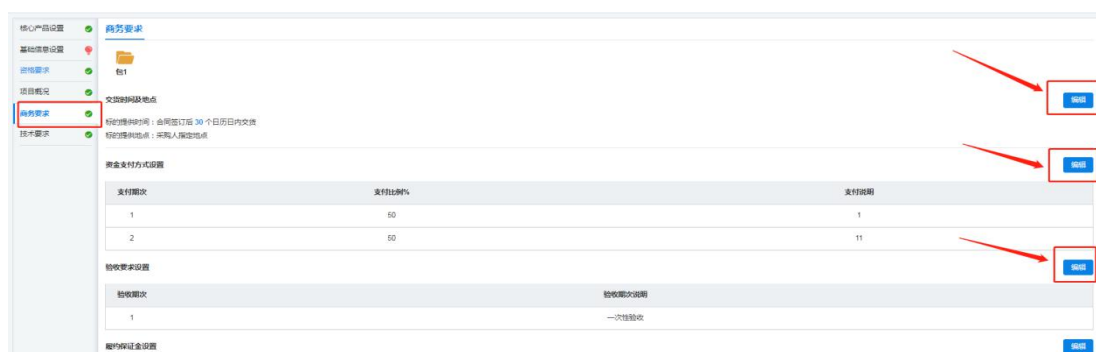 核心产品设置
基础信息设置
资格要求
项目概况
商务要求
技术要求
商务要求
包1
交货时间及地点
编辑
标的提供时间：合同签订后 30 个日历日内交货
标的提供地点：采购人指定地点
资金支付方式设置
编辑
支付期次 支付比例% 支付说明
1 50 1
2 50 11
验收要求设置
编辑
验收期次 验收期次说明
1 一次性验收
履约保证金设置
编辑